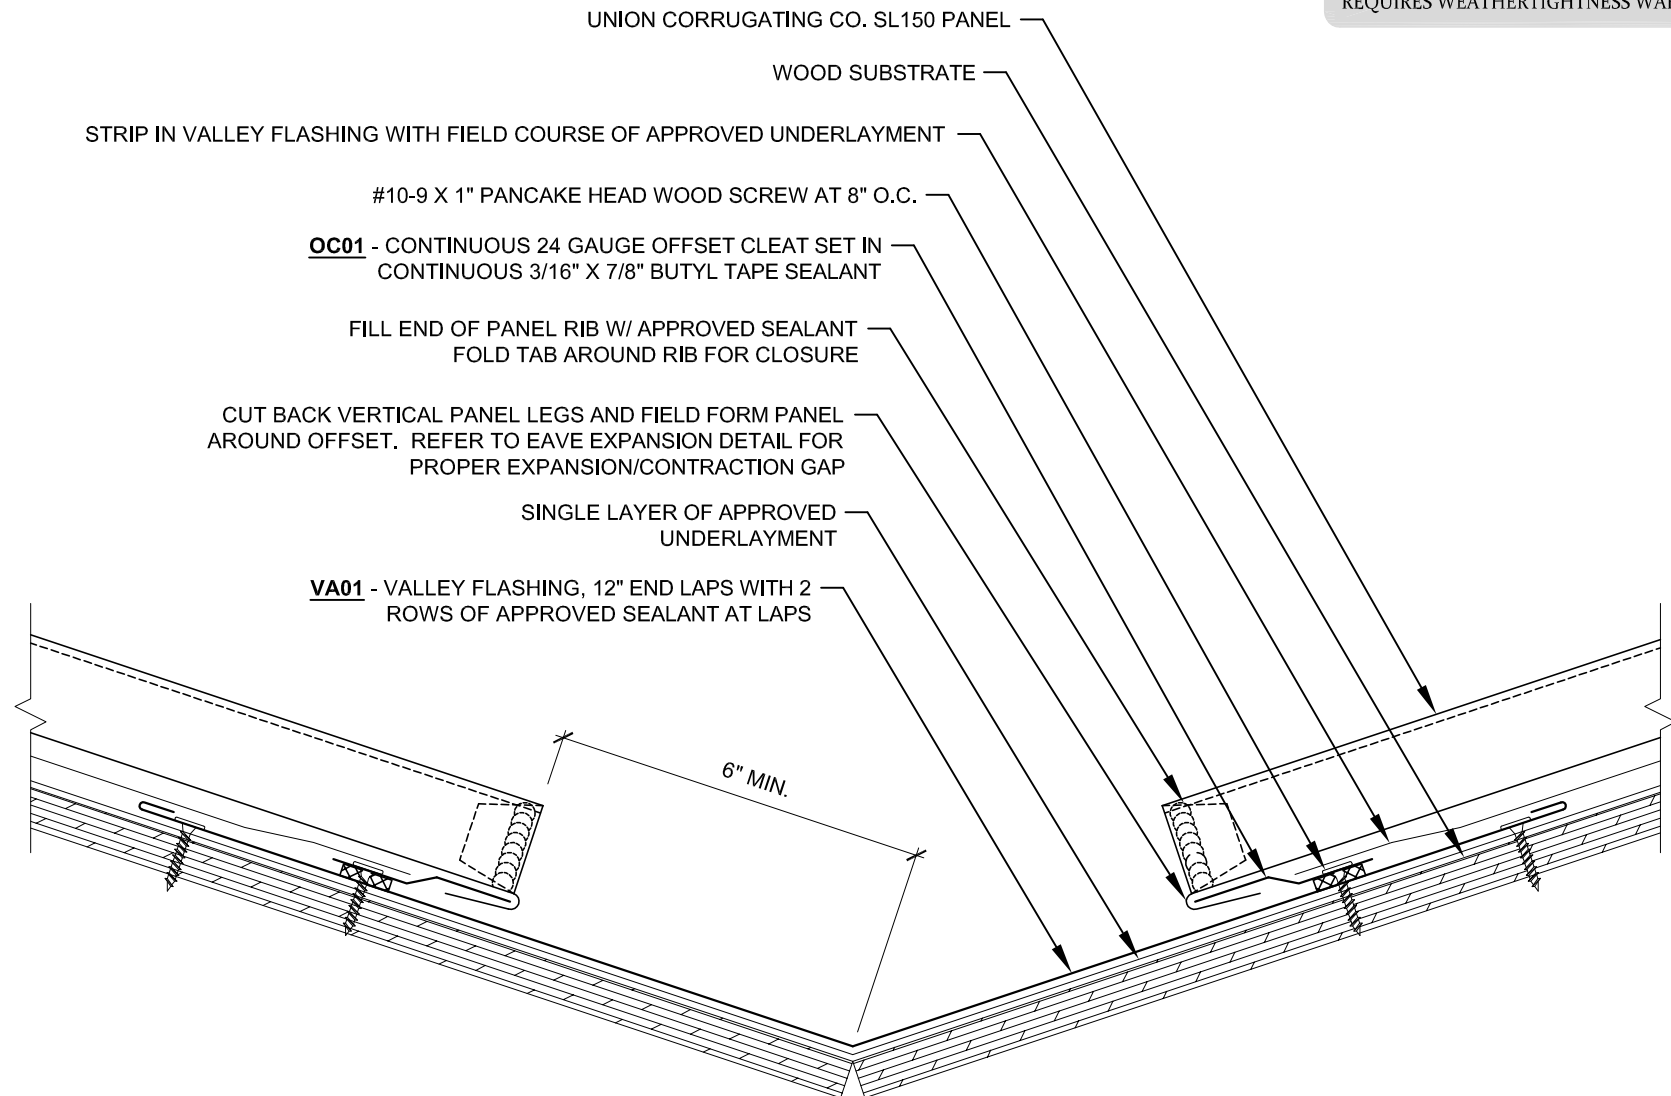 REQUIRES WEATHERTIGHTNESS
UNION CORRUGATING CO. SL150 PANEL
WOOD SUBSTRATE
STRIP IN VALLEY FLASHING WITH FIELD COURSE OF APPROVED UNDERLAYMENT
#10-9 X 1" PANCAKE HEAD WOOD SCREW AT 8" O.C.
OC01 - CONTINUOUS 24 GAUGE OFFSET CLEAT SET IN
CONTINUOUS 3/16" X 7/8" BUTYL TAPE SEALANT
FILL END OF PANEL RIB W/ APPROVED SEALANT
FOLD TAB AROUND RIB FOR CLOSURE
CUT BACK VERTICAL PANEL LEGS AND FIELD FORM PANEL
AROUND OFFSET. REFER TO EAVE EXPANSION DETAIL FOR
PROPER EXPANSION/CONTRACTION GAP
SINGLE LAYER OF APPROVED
UNDERLAYMENT
VA01 - VALLEY FLASHING, 12" END LAPS WITH 2
ROWS OF APPROVED SEALANT AT LAPS
6" MIN.